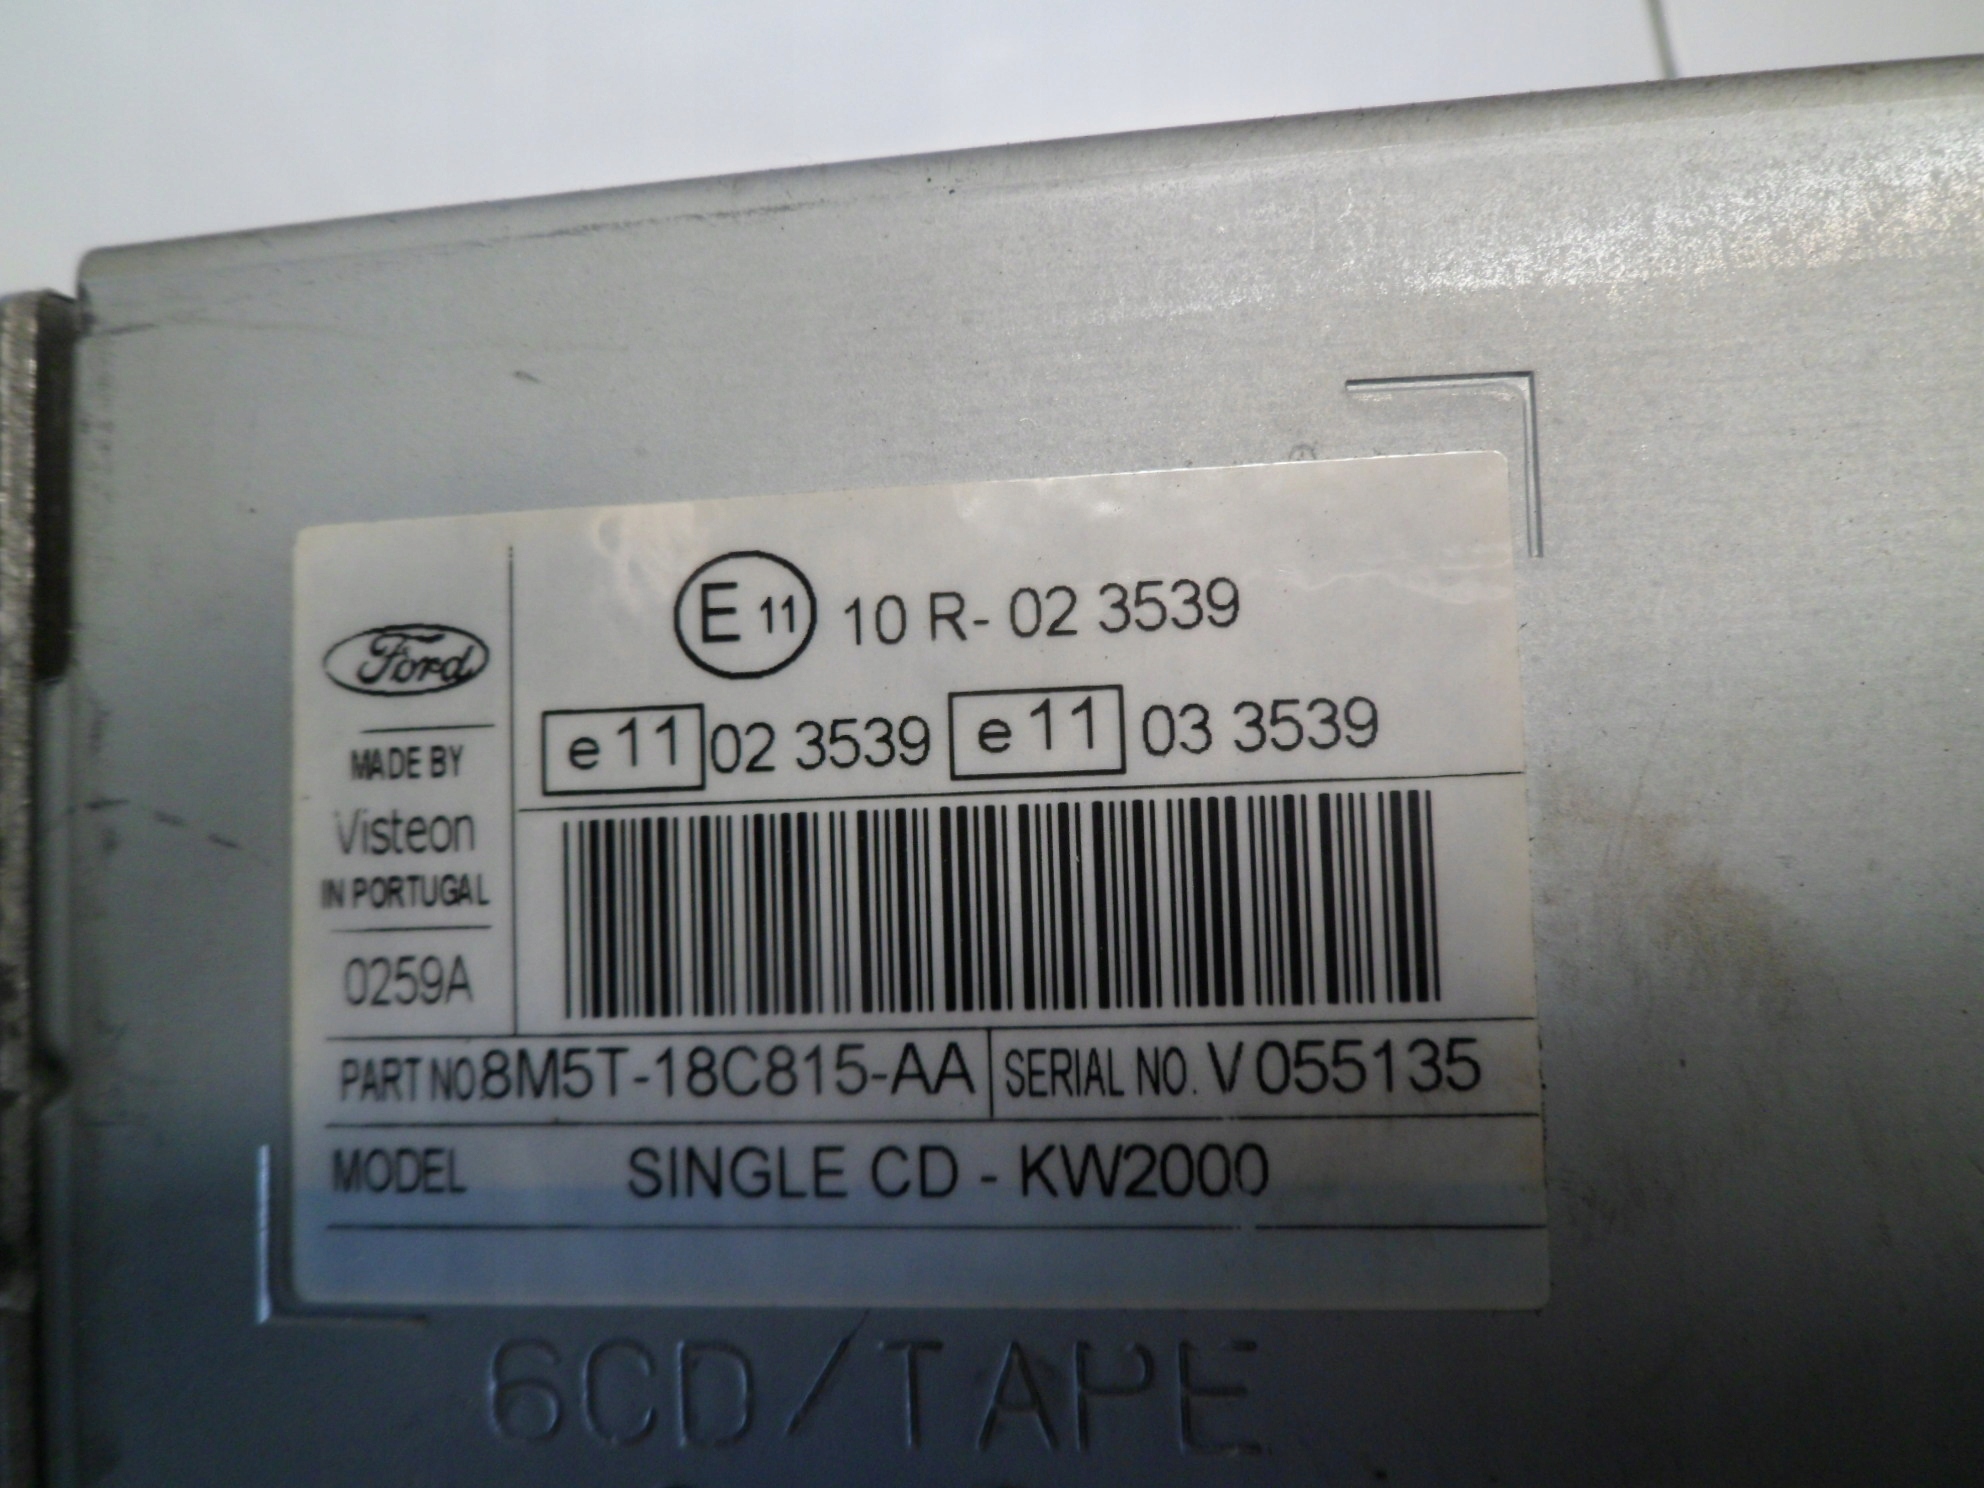 Ford
MADE BY
Visteon
IN PORTUGAL
0259A
E 11 10 R- 02 3539
e 11 02 3539 e 11 03 3539
PART NO. 8M5T-18C815-AA SERIAL NO. V 055135
MODEL SINGLE CD - KW2000
6CD/TAPE